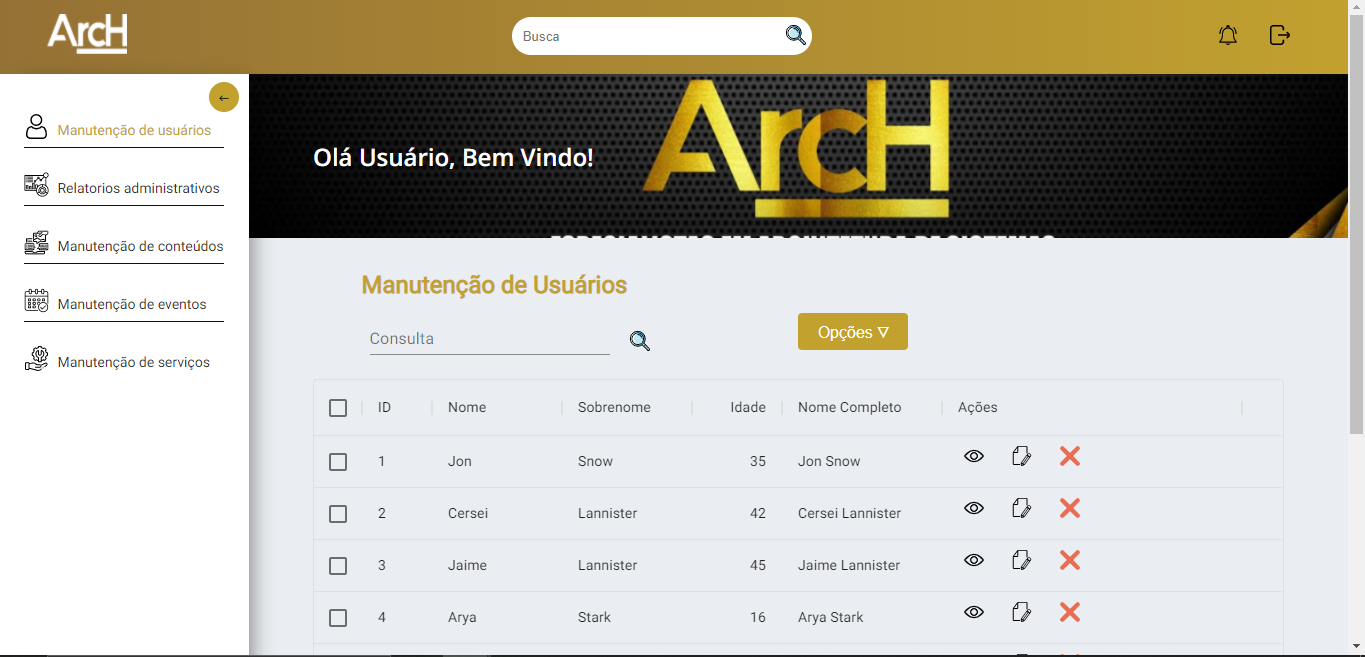 ArcH
Busca
←
Manutenção de usuários
Relatorios administrativos
Manutenção de conteúdos
Manutenção de eventos
Manutenção de serviços
Olá Usuário, Bem Vindo!
ArcH
Manutenção de Usuários
Consulta
Opções ∇
ID Nome Sobrenome Idade Nome Completo Ações
1 Jon Snow 35 Jon Snow
2 Cersei Lannister 42 Cersei Lannister
3 Jaime Lannister 45 Jaime Lannister
4 Arya Stark 16 Arya Stark